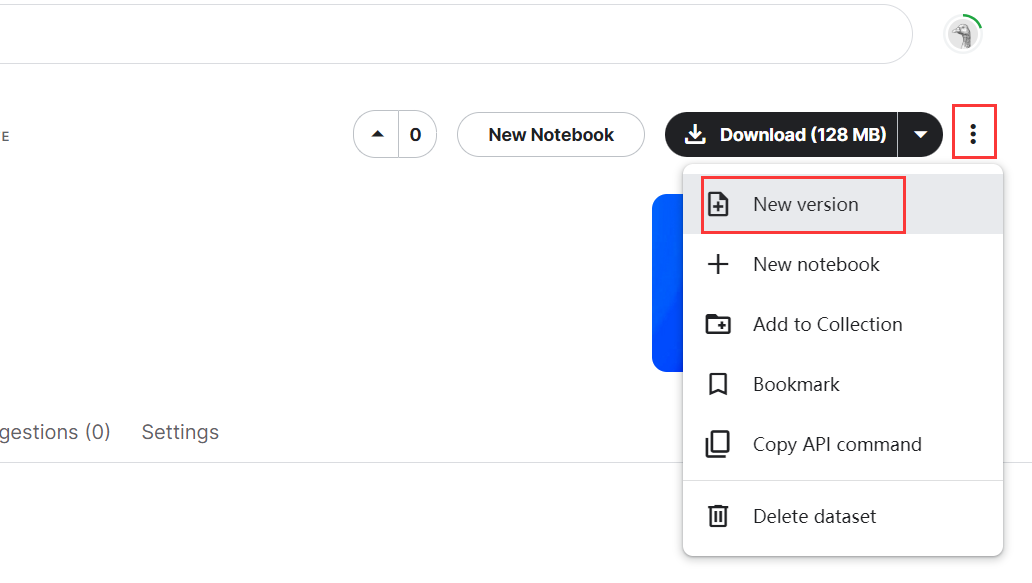 E
0
New Notebook
Download (128 MB)
New version
New notebook
Add to Collection
Bookmark
gestions (0)
Settings
Copy API command
Delete dataset